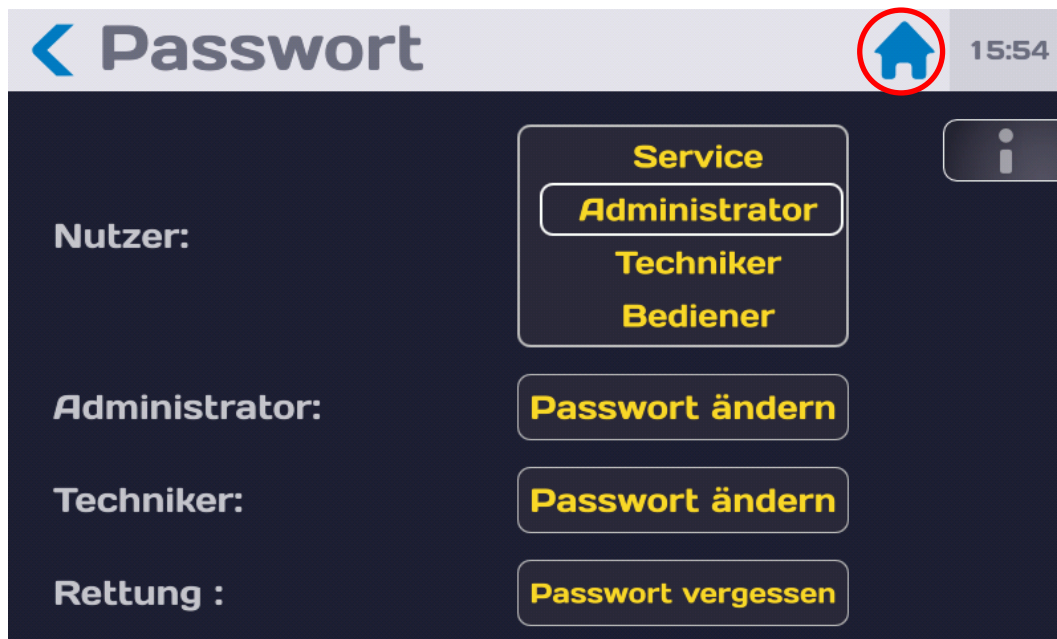 Passwort
15:54
Nutzer:
Service
Administrator
Techniker
Bediener
Administrator: Passwort ändern
Techniker: Passwort ändern
Rettung : Passwort vergessen